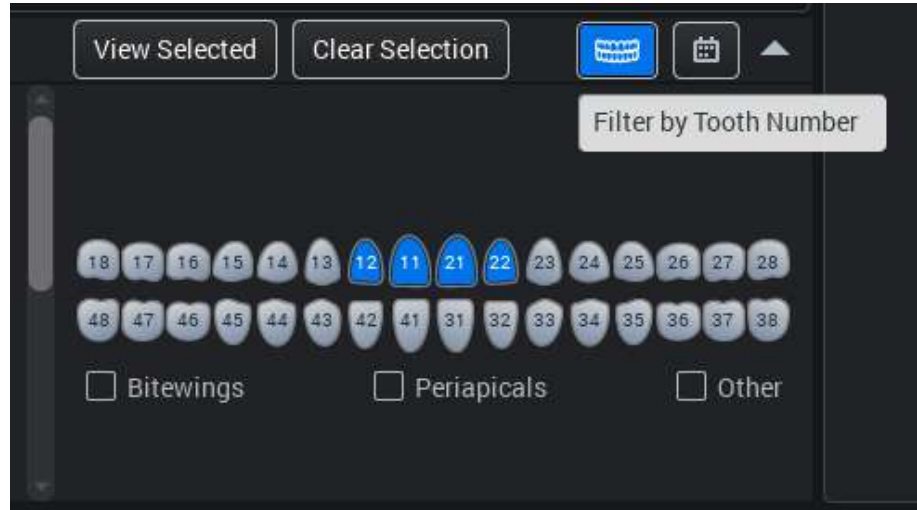 View Selected Clear Selection
Filter by Tooth Number
18 17 16 15 14 13 12 11 21 22 23 24 25 26 27 28
48 47 46 45 44 43 42 41 31 32 33 34 35 36 37 38
Bitewings Periapicals Other